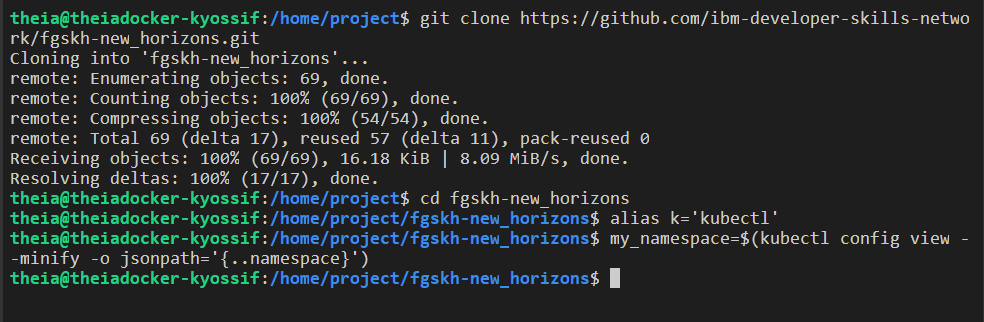 theia@theiadocker-kyossif:/home/project$ git clone https://github.com/ibm-developer-skills-netwo
rk/fgskh-new_horizons.git
Cloning into 'fgskh-new_horizons'...
remote: Enumerating objects: 69, done.
remote: Counting objects: 100% (69/69), done.
remote: Compressing objects: 100% (54/54), done.
remote: Total 69 (delta 17), reused 57 (delta 11), pack-reused 0
Receiving objects: 100% (69/69), 16.18 KiB | 8.09 MiB/s, done.
Resolving deltas: 100% (17/17), done.
theia@theiadocker-kyossif:/home/project$ cd fgskh-new_horizons
theia@theiadocker-kyossif:/home/project/fgskh-new_horizons$ alias k='kubectl'
theia@theiadocker-kyossif:/home/project/fgskh-new_horizons$ my_namespace=$(kubectl config view -
-minify -o jsonpath='{..namespace}')
theia@theiadocker-kyossif:/home/project/fgskh-new_horizons$